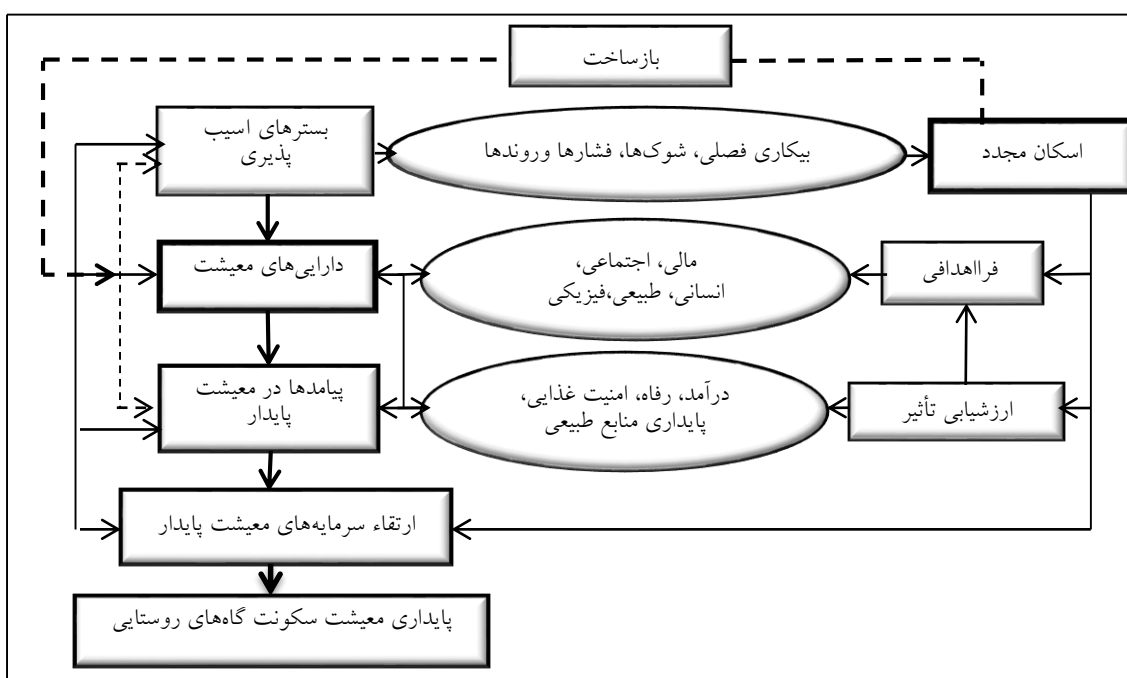 بازساخت
اسکان مجدد
بیکاری فصلی، شوک‌ها، فشارها وروندها
بسترهای اسیب
پذیری
فرااهدافی
مالی، اجتماعی،
انسانی، طبیعی،فیزیکی
دارایی‌های معیشت
ارزشیابی تأثیر
درآمد، رفاه، امنیت غذایی،
پایداری منابع طبیعی
پیامدها در معیشت
پایدار
ارتقاء سرمایه‌های معیشت پایدار
پایداری معیشت سکونت گاه‌های روستایی